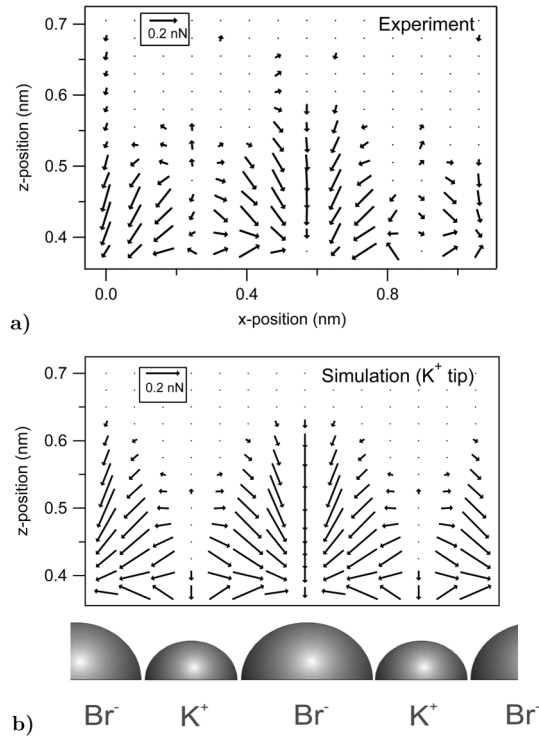 0.7
0.2 nN
Experiment
0.6
z-position (nm)
0.5
0.4
0.0
0.4
0.8
a)
x-position (nm)
0.7
0.2 nN
Simulation (K⁺ tip)
0.6
z-position (nm)
0.5
0.4
b)
Br⁻
K⁺
Br⁻
K⁺
Br⁻